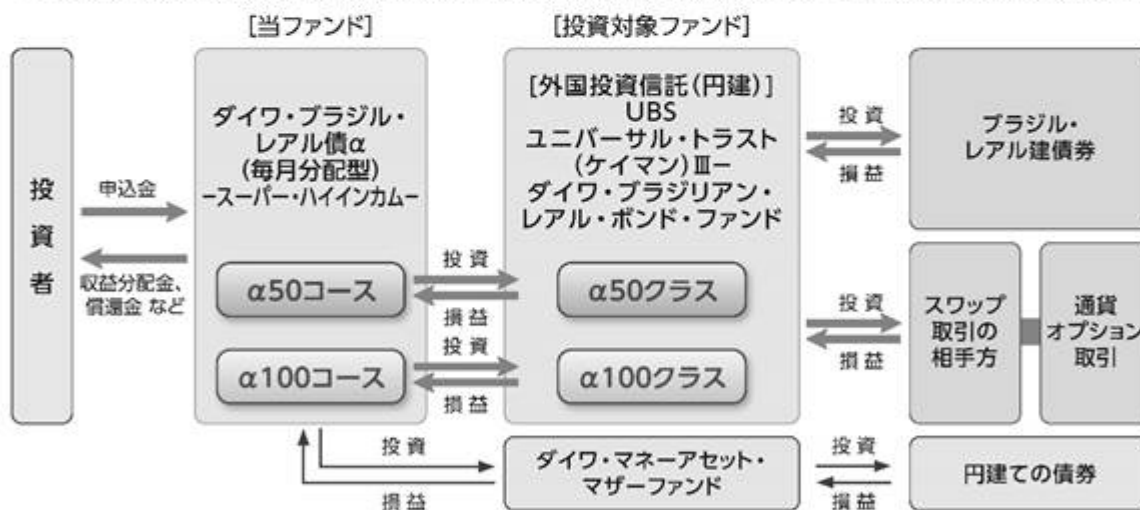 [当ファンド]
[投資対象ファンド]
投資者
申込金
収益分配金、
償還金 など
ダイワ・ブラジル・
レアル債α
(毎月分配型)
−スーパー・ハイインカム−
α50コース
α100コース
投資
損益
投資
損益
[外国投資信託(円建)]
UBS
ユニバーサル・トラスト
(ケイマン)Ⅲ−
ダイワ・ブラジリアン・
レアル・ボンド・ファンド
α50クラス
α100クラス
投資
損益
ブラジル・
レアル建債券
投資
損益
スワップ
取引の
相手方
通貨
オプション
取引
投資
損益
ダイワ・マネーアセット・
マザーファンド
投資
損益
円建ての債券